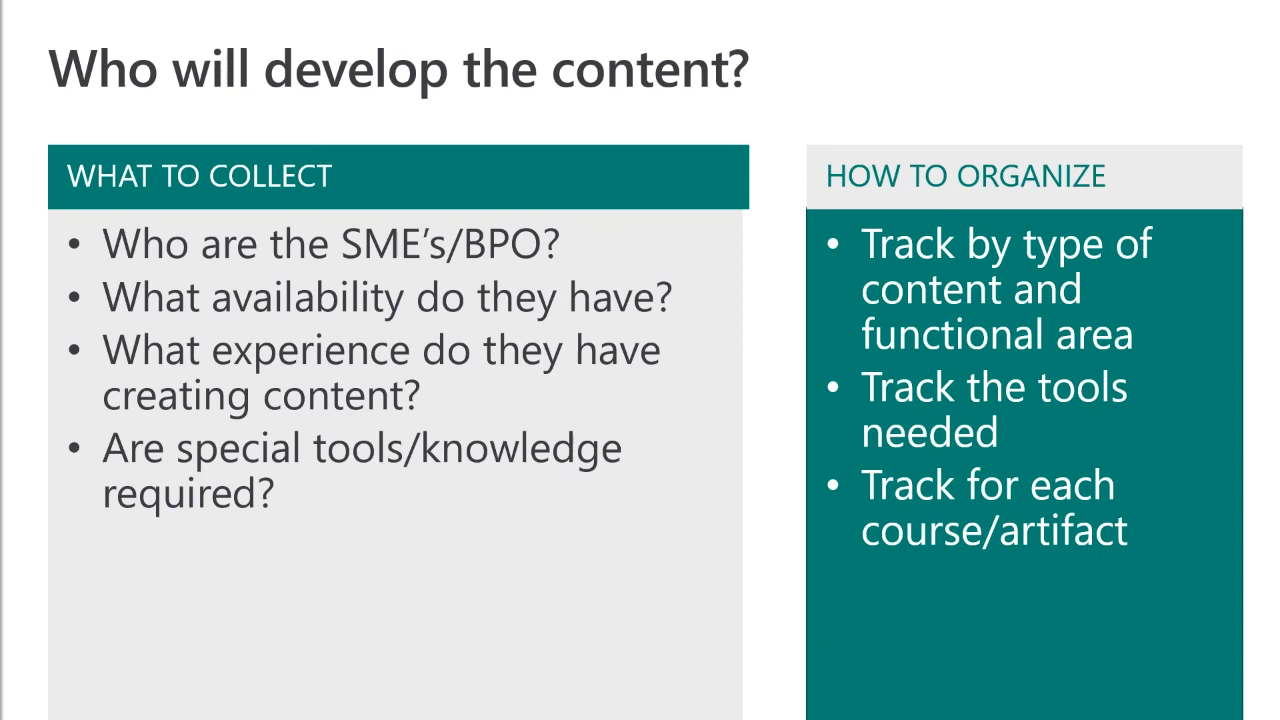 Who will develop the content?
WHAT TO COLLECT
• Who are the SME’s/BPO?
• What availability do they have?
• What experience do they have
creating content?
• Are special tools/knowledge
required?
HOW TO ORGANIZE
• Track by type of
content and
functional area
• Track the tools
needed
• Track for each
course/artifact